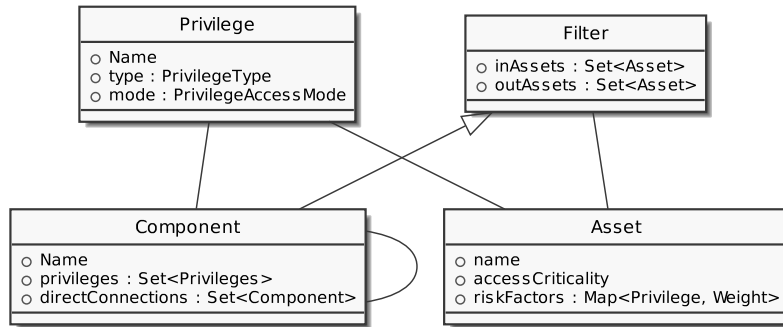 Privilege
Name
type : PrivilegeType
mode : PrivilegeAccessMode
Filter
inAssets : Set<Asset>
outAssets : Set<Asset>
Component
Name
privileges : Set<Privileges>
directConnections : Set<Component>
Asset
name
accessCriticality
riskFactors : Map<Privilege, Weight>